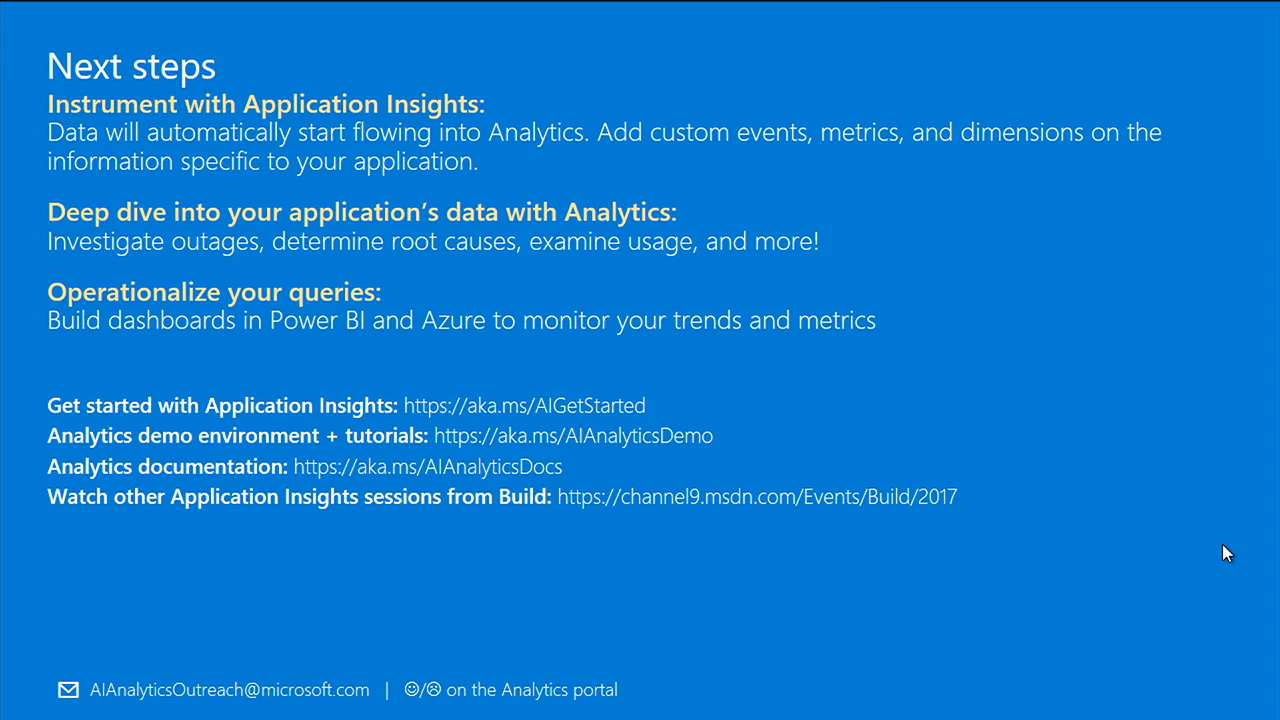 Next steps
Instrument with Application Insights:
Data will automatically start flowing into Analytics. Add custom events, metrics, and dimensions on the
information specific to your application.
Deep dive into your application’s data with Analytics:
Investigate outages, determine root causes, examine usage, and more!
Operationalize your queries:
Build dashboards in Power BI and Azure to monitor your trends and metrics
Get started with Application Insights: https://aka.ms/AIGetStarted
Analytics demo environment + tutorials: https://aka.ms/AIAnalyticsDemo
Analytics documentation: https://aka.ms/AIAnalyticsDocs
Watch other Application Insights sessions from Build: https://channel9.msdn.com/Events/Build/2017
AIAnalyticsOutreach@microsoft.com | ☺/☹ on the Analytics portal